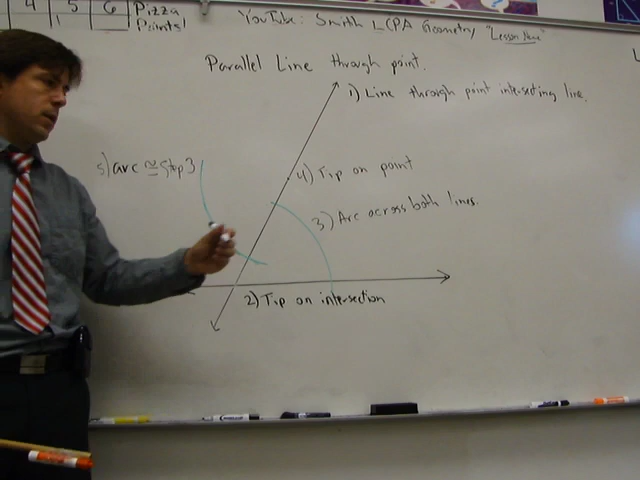 4 5 6 Pizza
1 Points!
YouTube: Smith LCPA Geometry "Lesson Name"
Parallel Line through point.
1) Line through point intersecting line.
5) arc ≅ Step 3
4) Tip on point
3) Arc across both lines.
2) Tip on intersection